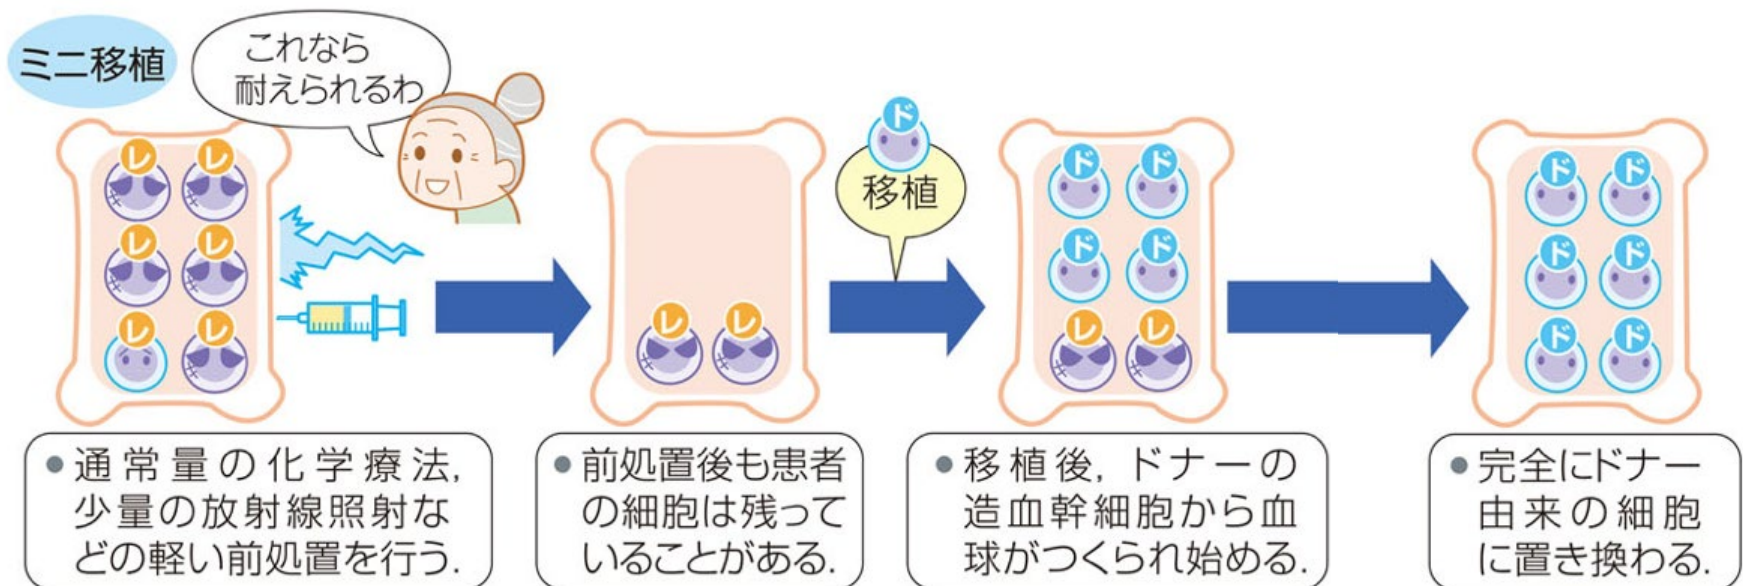 ミニ移植
これなら
耐えられるわ
レ レ
レ レ
レ レ
レ レ
ド
移植
ド ド
ド ド
レ レ
ド ド
ド ド
ド ド
● 通常量の化学療法,
少量の放射線照射な
どの軽い前処置を行う.
● 前処置後も患者
の細胞は残って
いることがある.
● 移植後, ドナーの
造血幹細胞から血
球がつくられ始める.
● 完全にドナー
由来の細胞
に置き換わる.